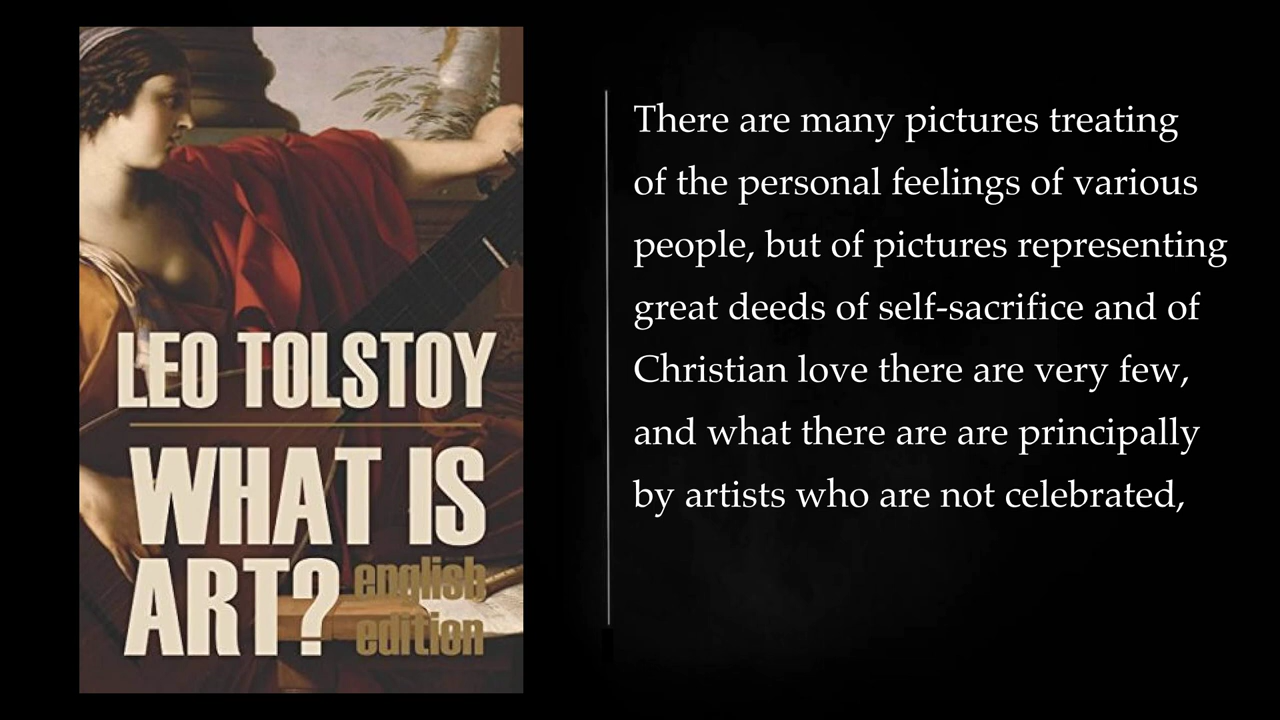 LEO TOLSTOY
WHAT IS
ART?
english
edition
There are many pictures treating
of the personal feelings of various
people, but of pictures representing
great deeds of self-sacrifice and of
Christian love there are very few,
and what there are are principally
by artists who are not celebrated,